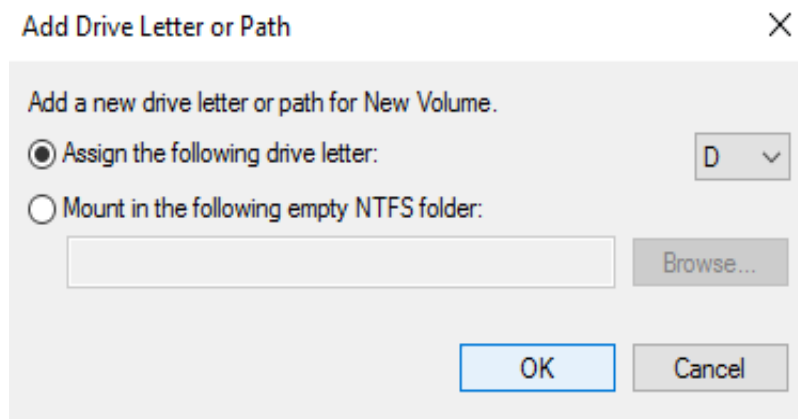 Add Drive Letter or Path
Add a new drive letter or path for New Volume.
Assign the following drive letter: D
Mount in the following empty NTFS folder:
Browse...
OK Cancel